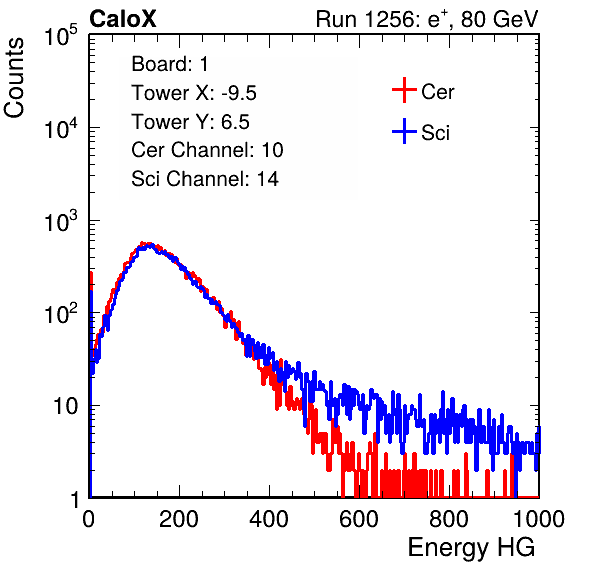 CaloX Run 1256: e⁺, 80 GeV
Board: 1
Tower X: -9.5
Tower Y: 6.5
Cer Channel: 10
Sci Channel: 14
Cer
Sci
Counts
10⁵
10⁴
10³
10²
10
1
0 200 400 600 800 1000
Energy HG